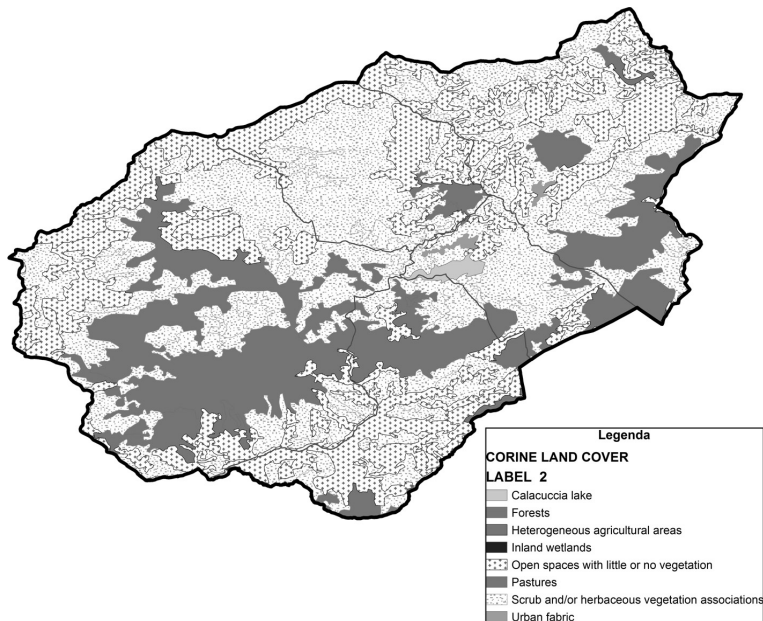 Legenda
CORINE LAND COVER
LABEL 2
Calacuccia lake
Forests
Heterogeneous agricultural areas
Inland wetlands
Open spaces with little or no vegetation
Pastures
Scrub and/or herbaceous vegetation associations
Urban fabric